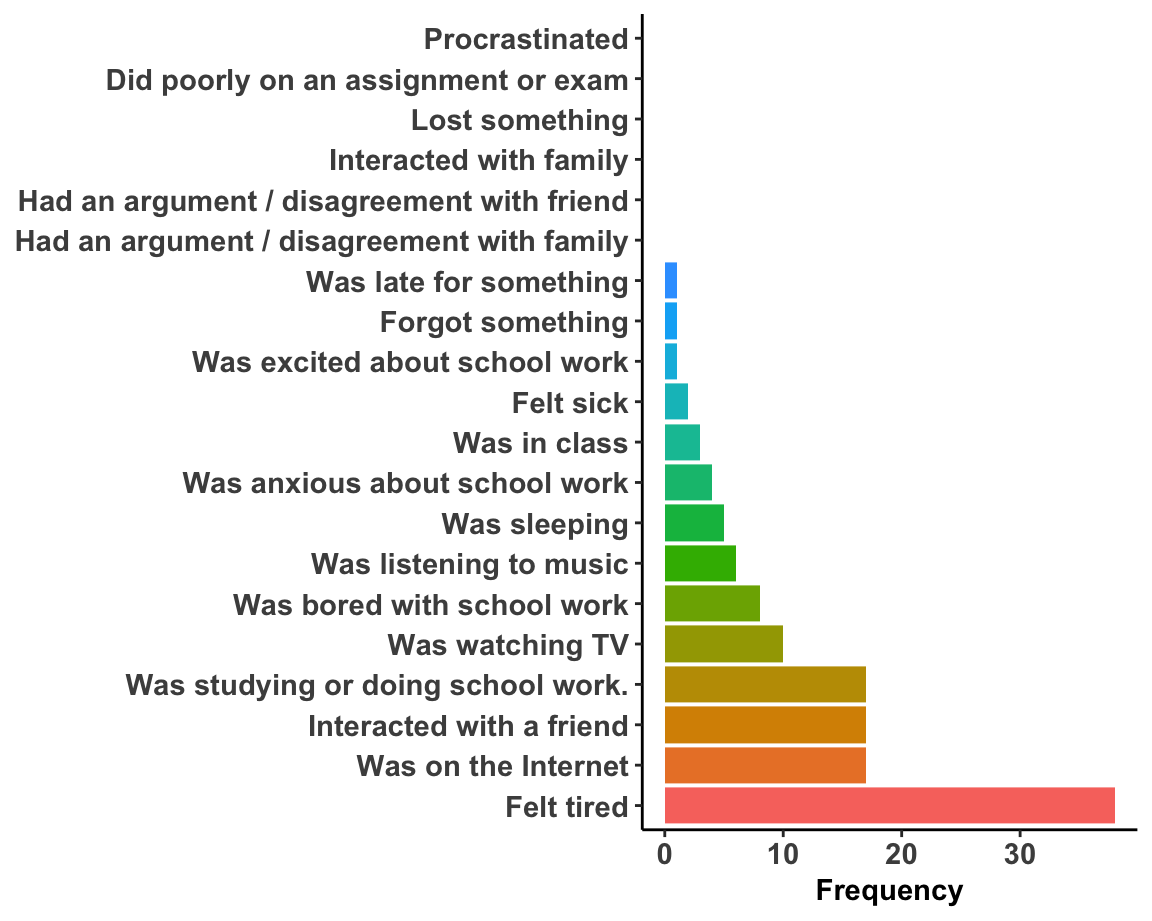 Procrastinated
Did poorly on an assignment or exam
Lost something
Interacted with family
Had an argument / disagreement with friend
Had an argument / disagreement with family
Was late for something
Forgot something
Was excited about school work
Felt sick
Was in class
Was anxious about school work
Was sleeping
Was listening to music
Was bored with school work
Was watching TV
Was studying or doing school work.
Interacted with a friend
Was on the Internet
Felt tired
0 10 20 30
Frequency